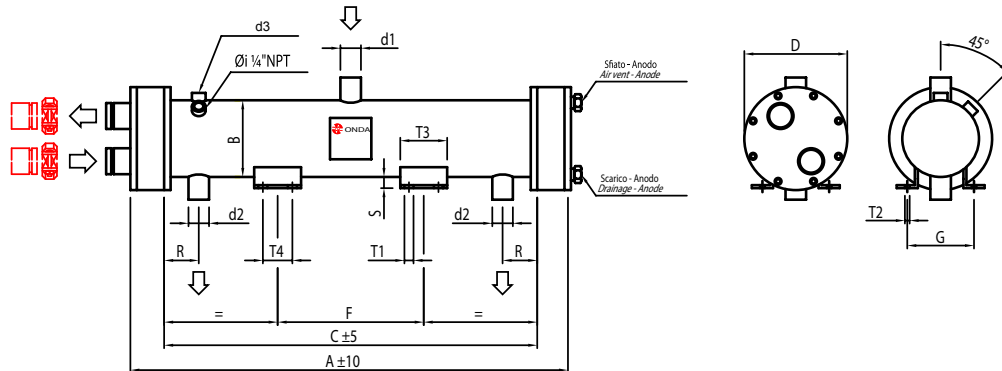 d3
d1
Øi ¼"NPT
Sfiato - Anodo
Air vent - Anode
D
45°
B
ONDA
T3
Scarico - Anodo
Drainage - Anode
S
d2
d2
R
T4
T1
R
T2
G
=
F
=
C ±5
A ±10